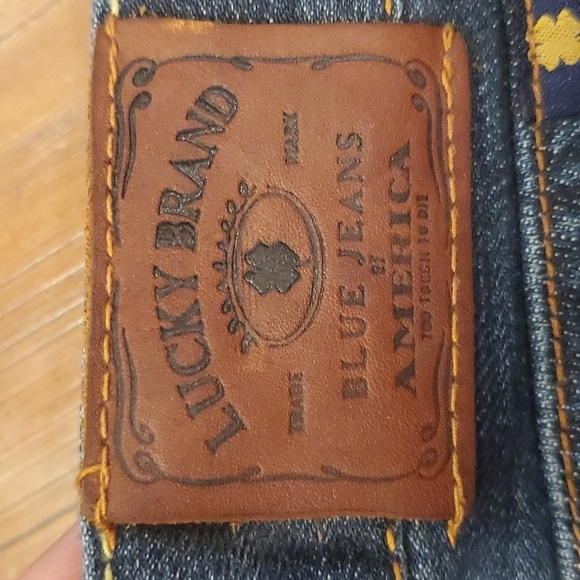 LUCKY BRAND
TRADE MARK
BLUE JEANS
OF
AMERICA
TOO TOUGH TO DIE